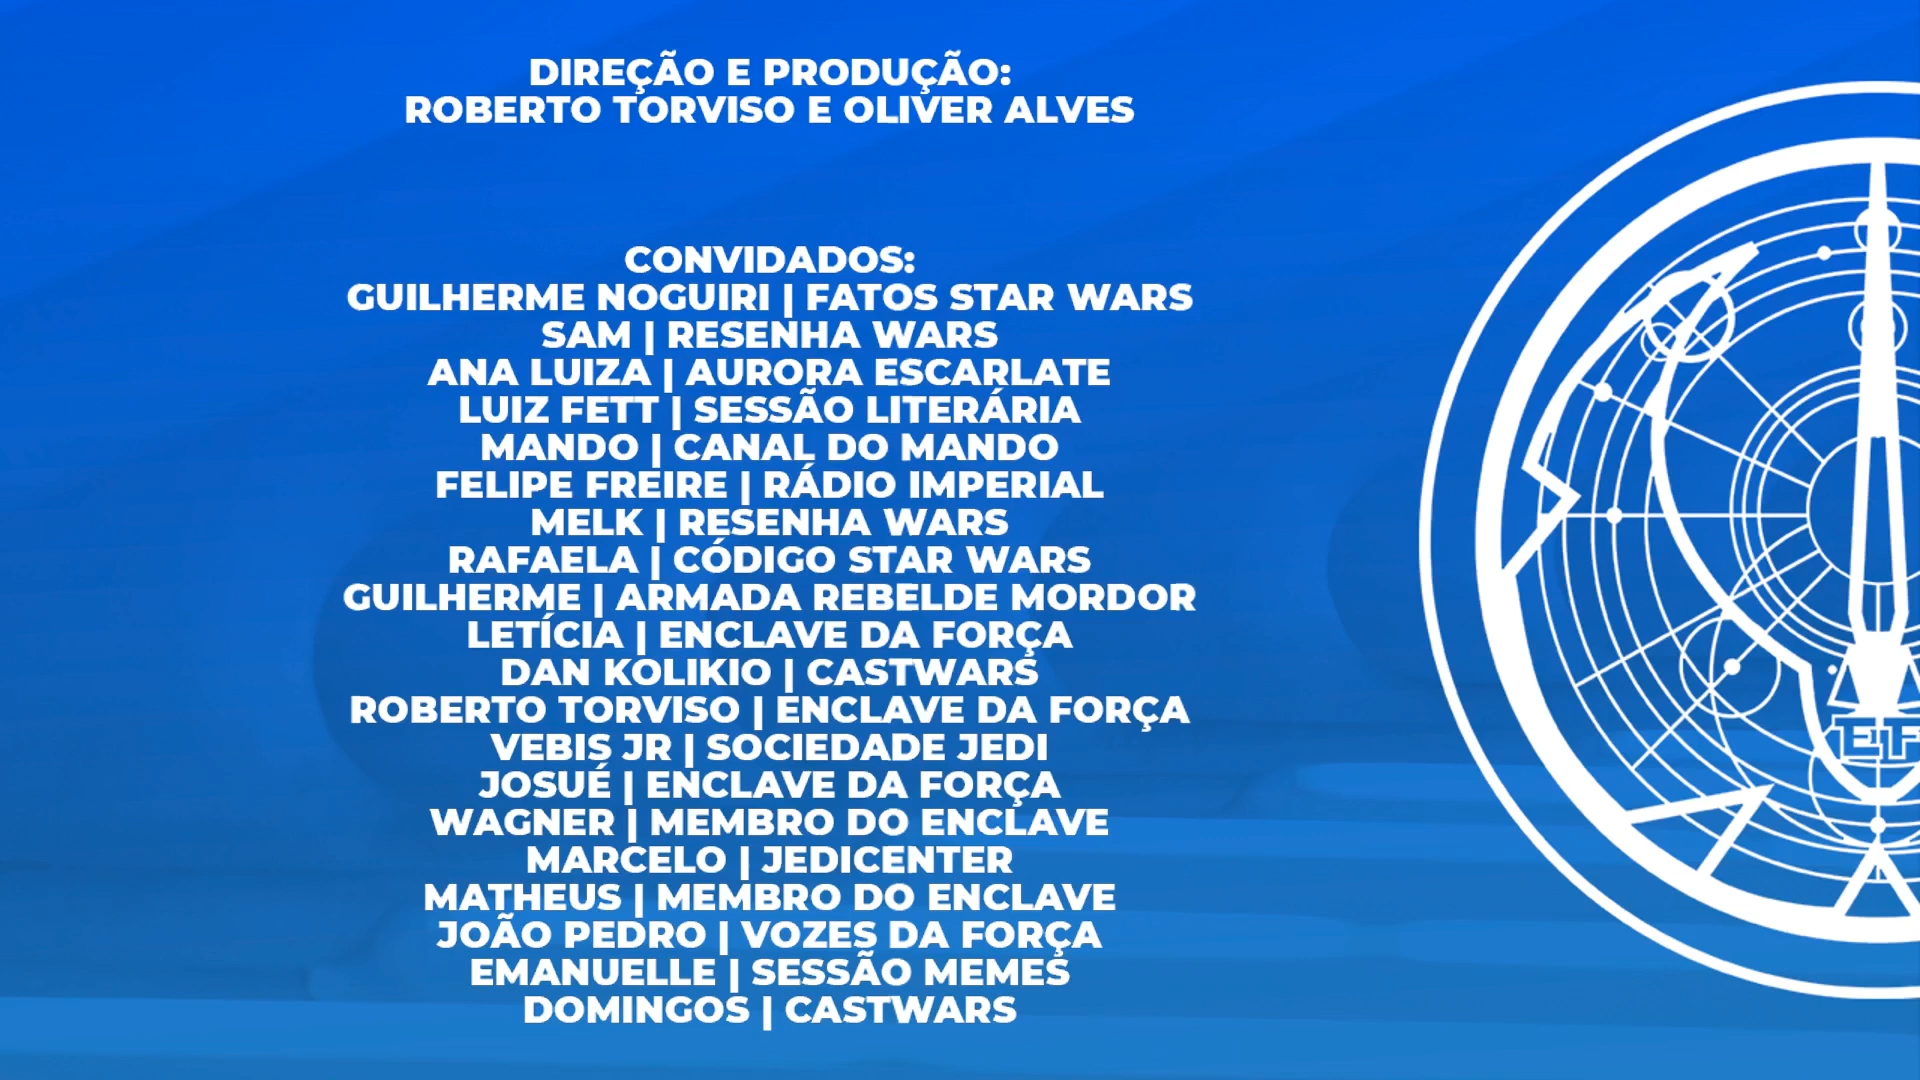 DIREÇÃO E PRODUÇÃO:
ROBERTO TORVISO E OLIVER ALVES
CONVIDADOS:
GUILHERME NOGUIRI | FATOS STAR WARS
SAM | RESENHA WARS
ANA LUIZA | AURORA ESCARLATE
LUIZ FETT | SESSÃO LITERÁRIA
MANDO | CANAL DO MANDO
FELIPE FREIRE | RÁDIO IMPERIAL
MELK | RESENHA WARS
RAFAELA | CÓDIGO STAR WARS
GUILHERME | ARMADA REBELDE MORDOR
LETÍCIA | ENCLAVE DA FORÇA
DAN KOLIKIO | CASTWARS
ROBERTO TORVISO | ENCLAVE DA FORÇA
VEBIS JR | SOCIEDADE JEDI
JOSUÉ | ENCLAVE DA FORÇA
WAGNER | MEMBRO DO ENCLAVE
MARCELO | JEDICENTER
MATHEUS | MEMBRO DO ENCLAVE
JOÃO PEDRO | VOZES DA FORÇA
EMANUELLE | SESSÃO MEMES
DOMINGOS | CASTWARS
EF